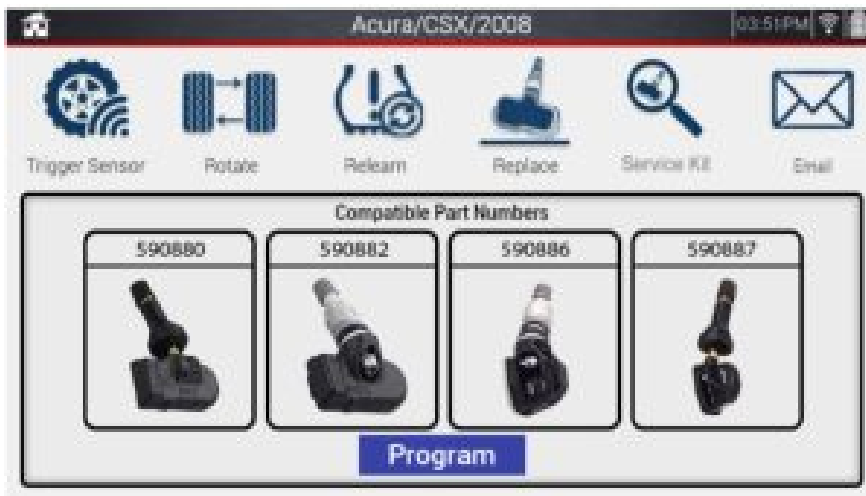 Acura/CSX/2008 03:51PM
Trigger Sensor Rotate Relearn Replace Service Kit Email
Compatible Part Numbers
590880 590882 590886 590887
Program